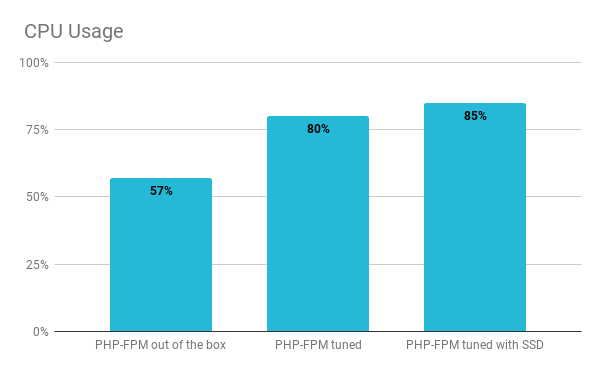 CPU Usage
100%
75%
50%
25%
0%
57%
80%
85%
PHP-FPM out of the box
PHP-FPM tuned
PHP-FPM tuned with SSD